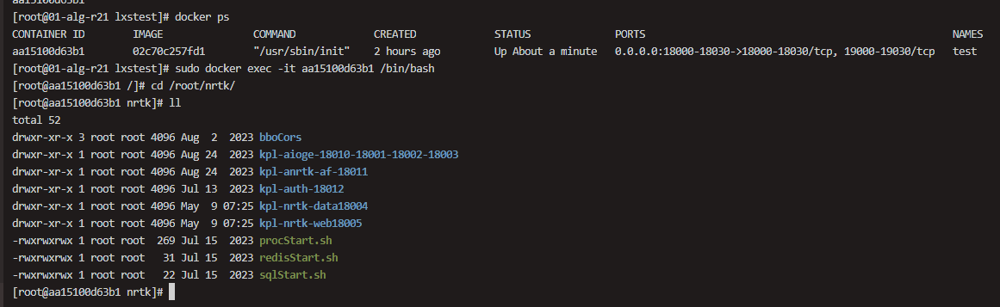 aa15100d63b1
[root@01-alg-r21 lxstest]# docker ps
CONTAINER ID        IMAGE               COMMAND             CREATED             STATUS              PORTS                                                   NAMES
aa15100d63b1        02c70c257fd1        "/usr/sbin/init"    2 hours ago         Up About a minute   0.0.0.0:18000-18030->18000-18030/tcp, 19000-19030/tcp   test
[root@01-alg-r21 lxstest]# sudo docker exec -it aa15100d63b1 /bin/bash
[root@aa15100d63b1 /]# cd /root/nrtk/
[root@aa15100d63b1 nrtk]# ll
total 52
drwxr-xr-x 3 root root 4096 Aug  2  2023 bboCors
drwxr-xr-x 1 root root 4096 Aug 24  2023 kpl-aioge-18010-18001-18002-18003
drwxr-xr-x 1 root root 4096 Aug 24  2023 kpl-anrtk-af-18011
drwxr-xr-x 1 root root 4096 Jul 13  2023 kpl-auth-18012
drwxr-xr-x 1 root root 4096 May  9 07:25 kpl-nrtk-data18004
drwxr-xr-x 1 root root 4096 May  9 07:25 kpl-nrtk-web18005
-rwxrwxrwx 1 root root  269 Jul 15  2023 procStart.sh
-rwxrwxrwx 1 root root   31 Jul 15  2023 redisStart.sh
-rwxrwxrwx 1 root root   22 Jul 15  2023 sqlStart.sh
[root@aa15100d63b1 nrtk]#